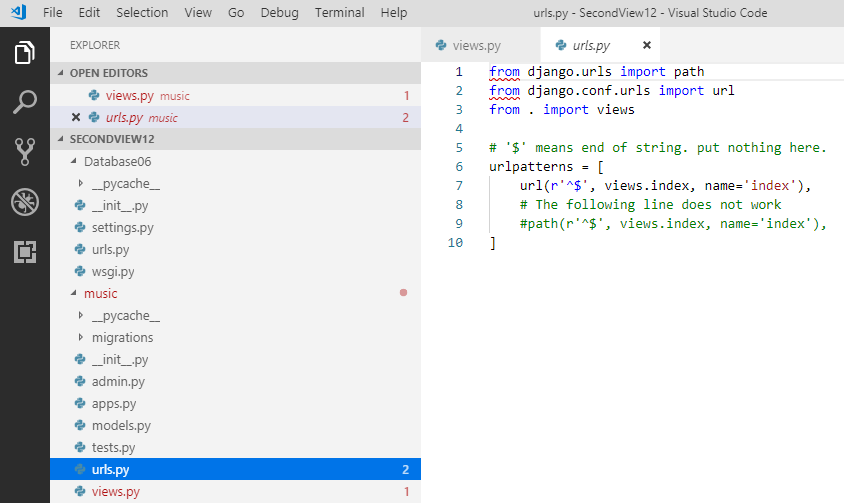 File Edit Selection View Go Debug Terminal Help urls.py - SecondView12 - Visual Studio Code
EXPLORER
OPEN EDITORS
views.py music 1
urls.py music 2
SECONDVIEW12
Database06
__pycache__
__init__.py
settings.py
urls.py
wsgi.py
music
__pycache__
migrations
__init__.py
admin.py
apps.py
models.py
tests.py
urls.py 2
views.py 1
views.py urls.py
1 from django.urls import path
2 from django.conf.urls import url
3 from . import views
4
5 # '$' means end of string. put nothing here.
6 urlpatterns = [
7 url(r'^$', views.index, name='index'),
8 # The following line does not work
9 #path(r'^$', views.index, name='index'),
10 ]